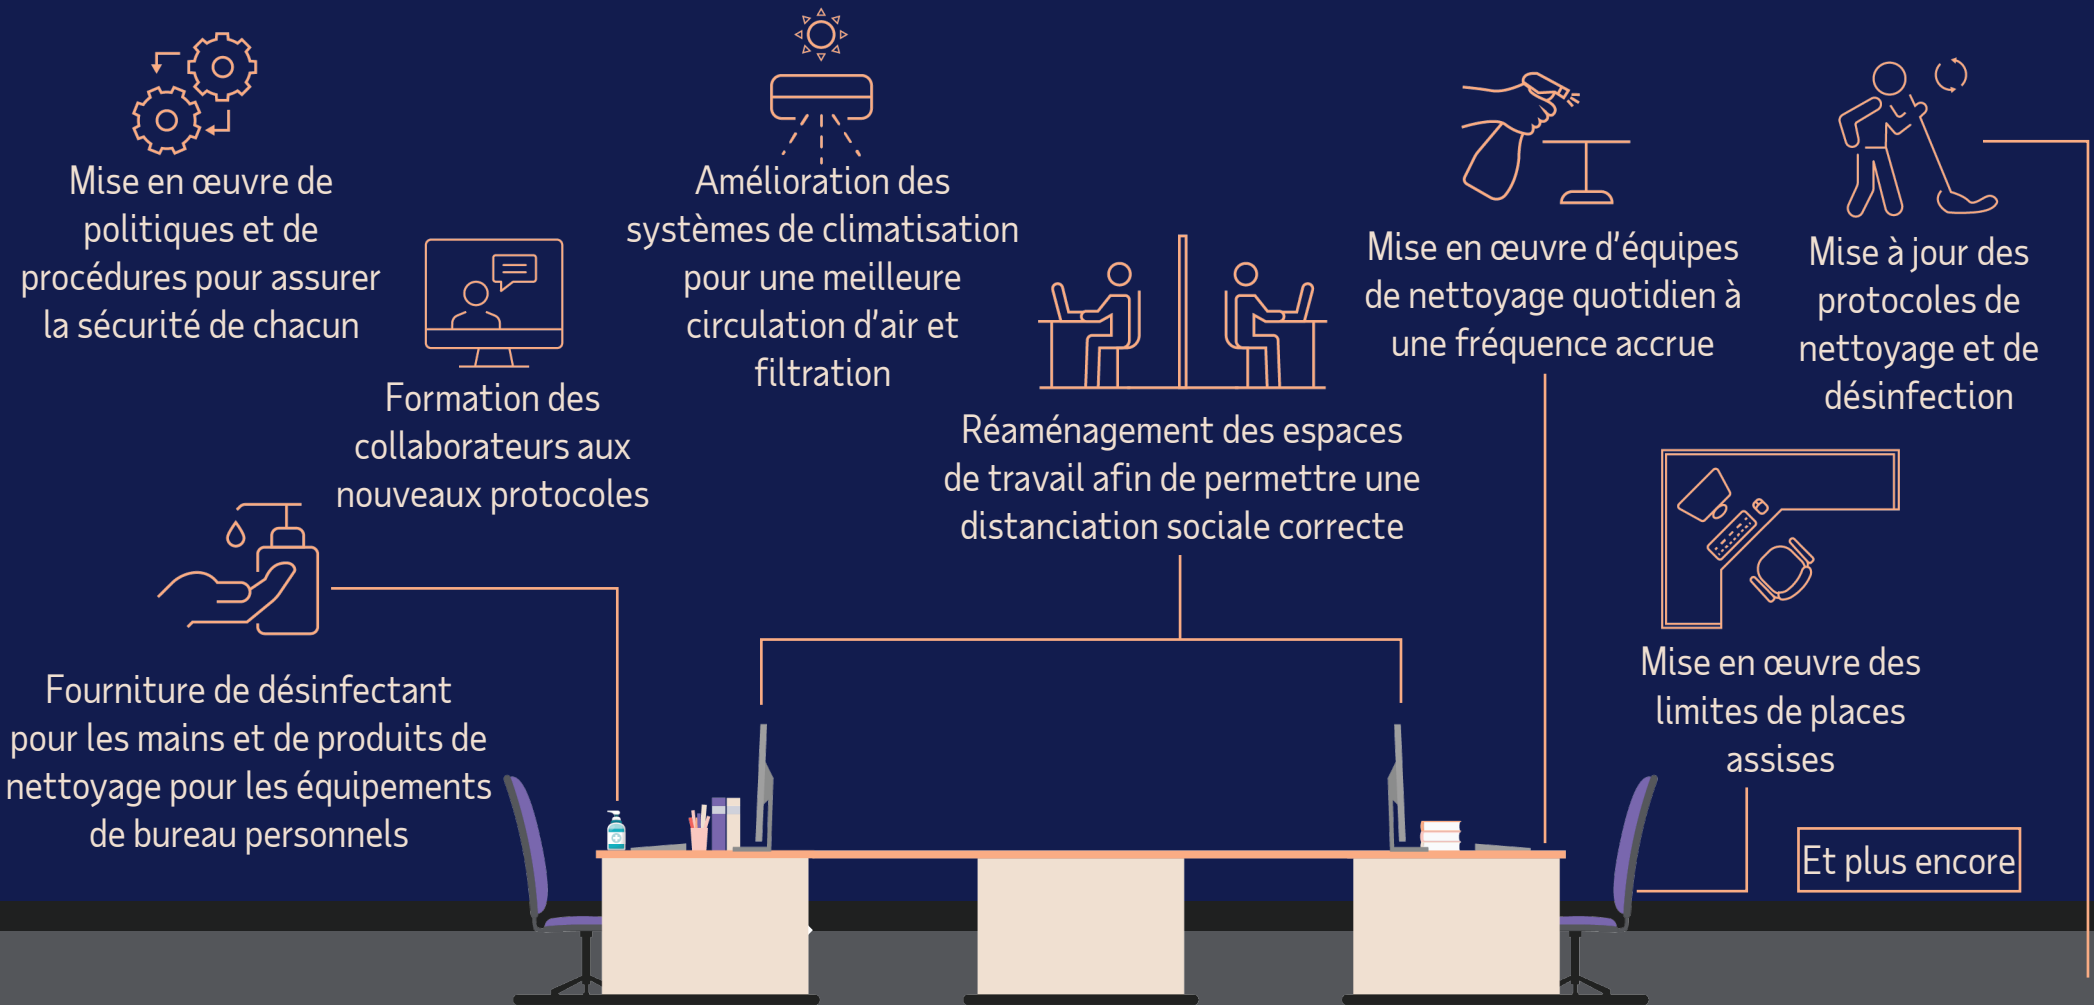 Mise en œuvre de
politiques et de
procédures pour assurer
la sécurité de chacun
Formation des
collaborateurs aux
nouveaux protocoles
Amélioration des
systèmes de climatisation
pour une meilleure
circulation d'air et
filtration
Réaménagement des espaces
de travail afin de permettre une
distanciation sociale correcte
Mise en œuvre d'équipes
de nettoyage quotidien à
une fréquence accrue
Mise à jour des
protocoles de
nettoyage et de
désinfection
Fourniture de désinfectant
pour les mains et de produits de
nettoyage pour les équipements
de bureau personnels
Mise en œuvre des
limites de places
assises
Et plus encore